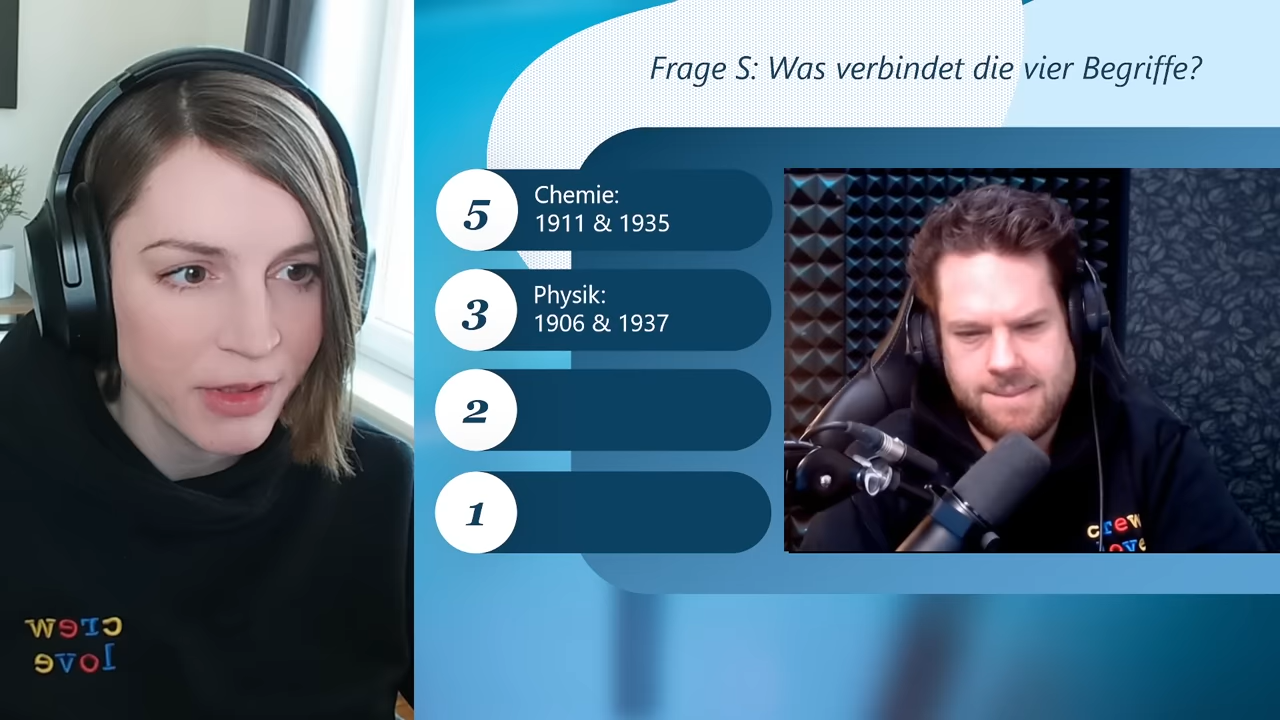 Frage S: Was verbindet die vier Begriffe?
5
Chemie:
1911 & 1935
3
Physik:
1906 & 1937
2
1
crew
love
crew
love